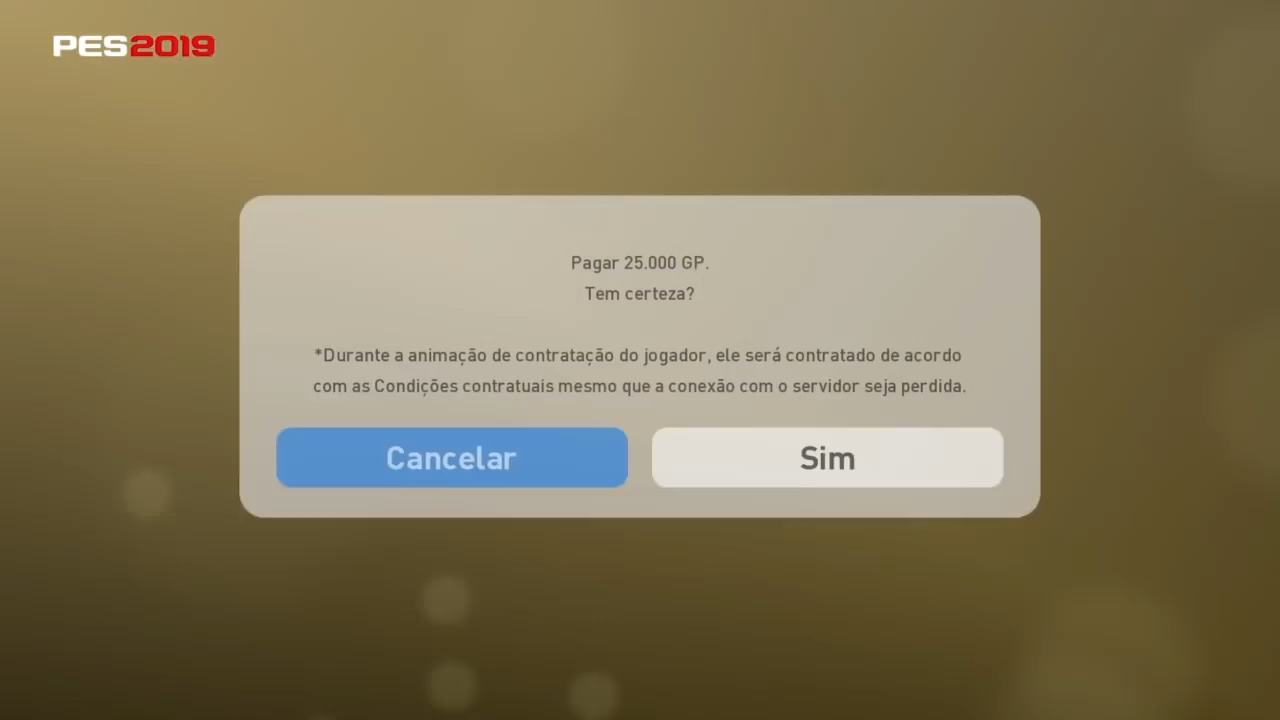 PES2019
Pagar 25.000 GP.
Tem certeza?
*Durante a animação de contratação do jogador, ele será contratado de acordo
com as Condições contratuais mesmo que a conexão com o servidor seja perdida.
Cancelar
Sim